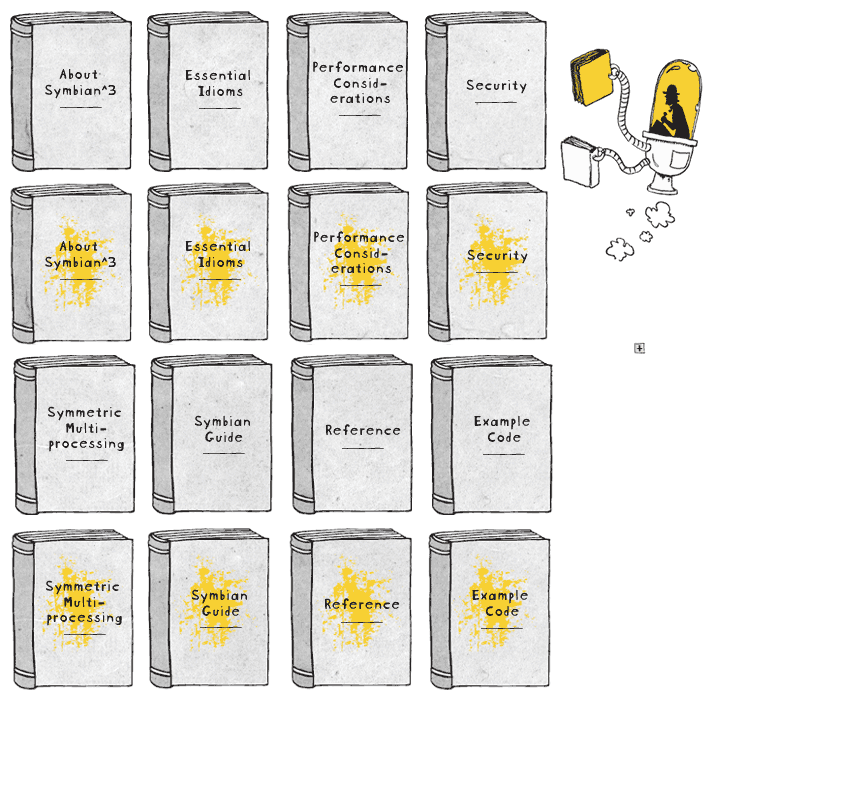 About
Symbian^3
Essential
Idioms
Performance
Consid-
erations
Security
About
Symbian^3
Essential
Idioms
Performance
Consid-
erations
Security
Symmetric
Multi-
processing
Symbian
Guide
Reference
Example
Code
Symmetric
Multi-
processing
Symbian
Guide
Reference
Example
Code